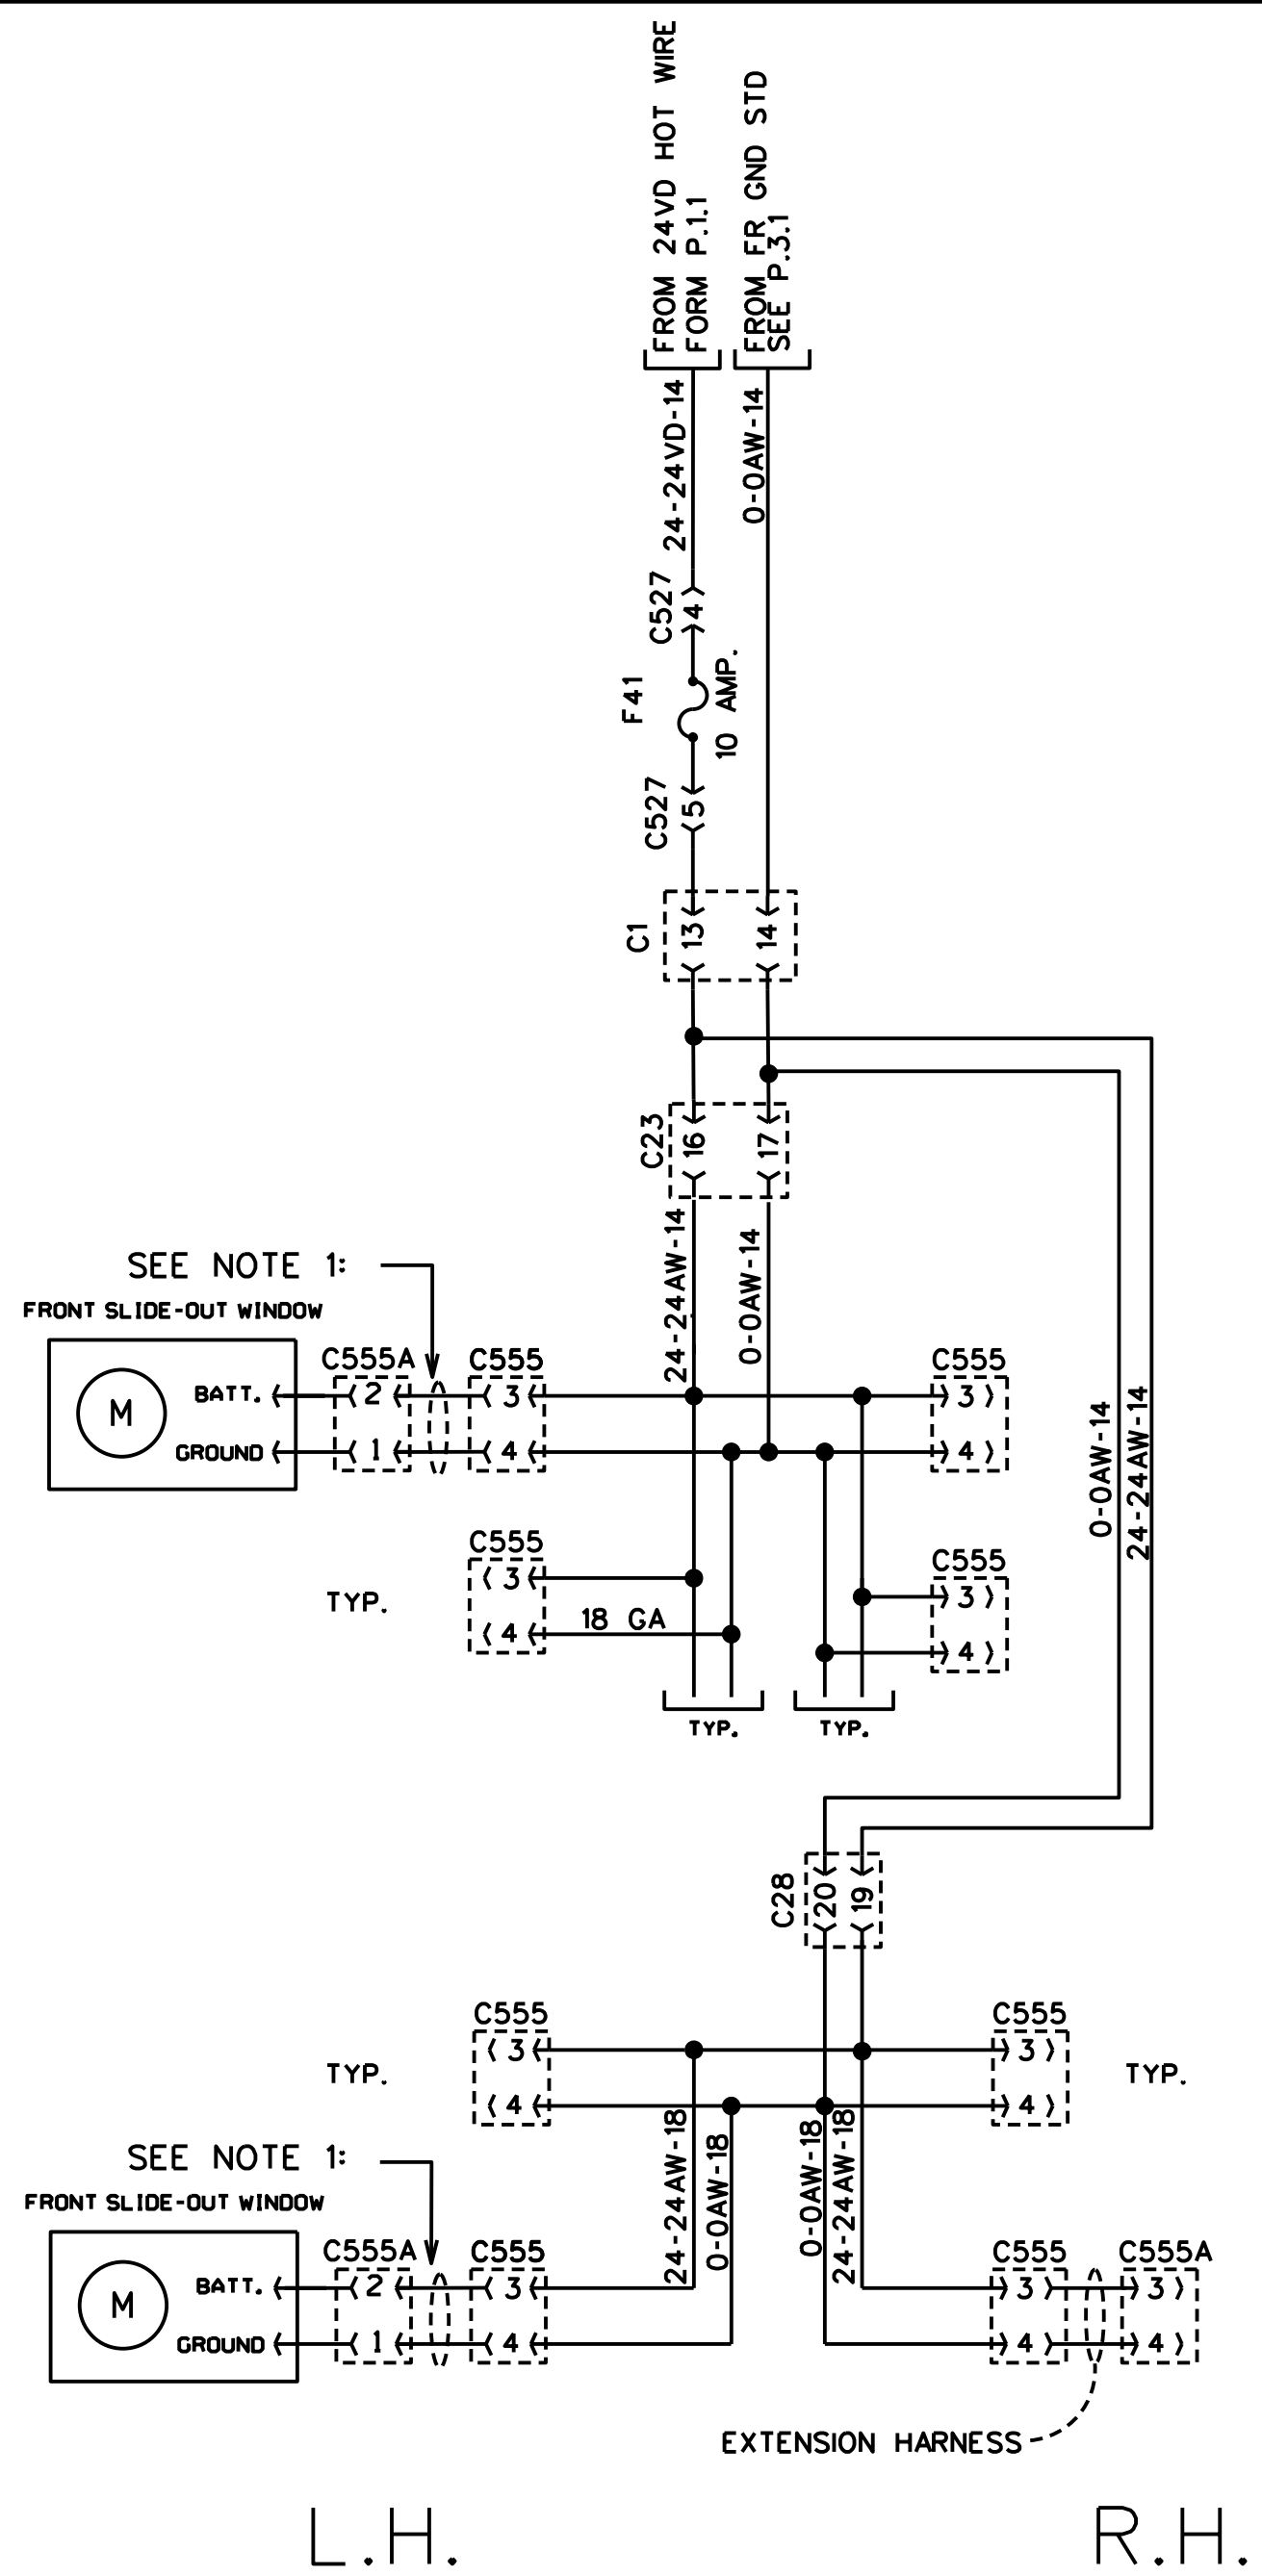 FROM 24VD HOT WIRE
FORM P.1.1
FROM FR GND STD
SEE P.3.1
24-24VD-14
0-0AW-14
C527
4
F41
10 AMP.
C527
5
C1
13
14
C23
16
17
24-24AW-14
0-0AW-14
SEE NOTE 1:
FRONT SLIDE-OUT WINDOW
C555A
C555
C555
M
BATT.
2
3
3
GROUND
1
4
4
0-0AW-14
24-24AW-14
C555
3
TYP.
18 GA
4
C555
3
4
TYP.
TYP.
C28
20
19
C555
C555
3
3
TYP.
TYP.
4
4
24-24AW-18
0-0AW-18
0-0AW-18
24-24AW-18
SEE NOTE 1:
FRONT SLIDE-OUT WINDOW
C555A
C555
C555
C555A
M
BATT.
2
3
3
3
GROUND
1
4
4
4
EXTENSION HARNESS
L.H.
R.H.